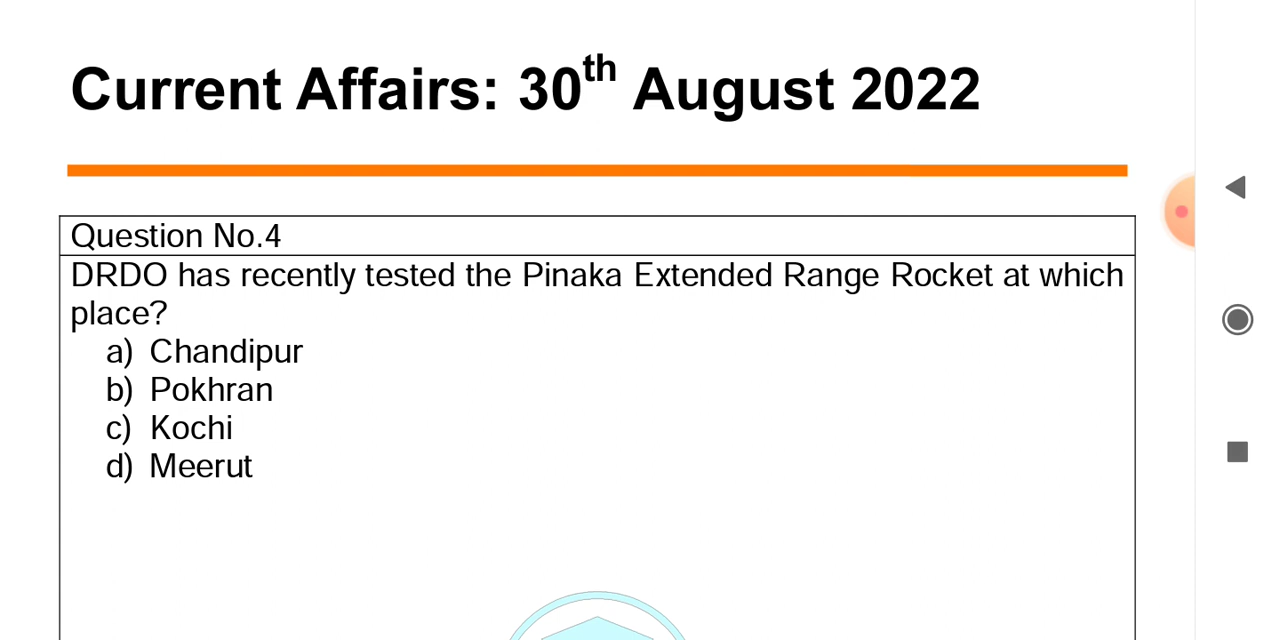 Current Affairs: 30th August 2022
Question No.4
DRDO has recently tested the Pinaka Extended Range Rocket at which
place?
a) Chandipur
b) Pokhran
c) Kochi
d) Meerut